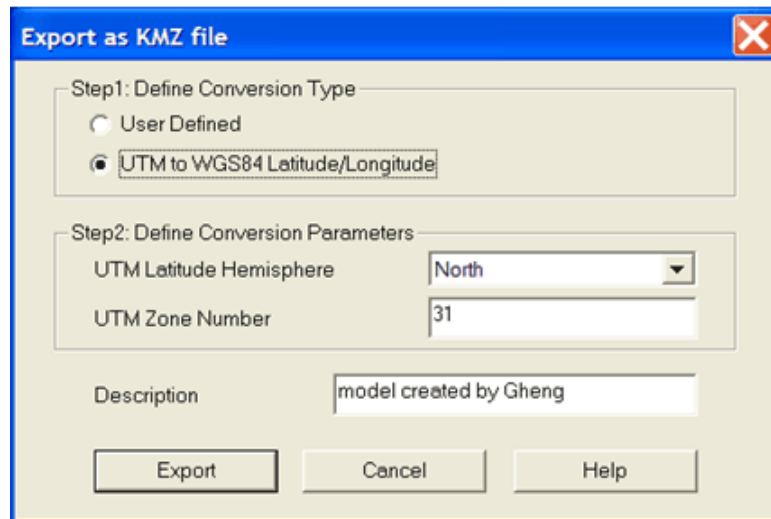 Export as KMZ file
Step1: Define Conversion Type
User Defined
UTM to WGS84 Latitude/Longitude
Step2: Define Conversion Parameters
UTM Latitude Hemisphere North
UTM Zone Number 31
Description model created by Gheng
Export Cancel Help